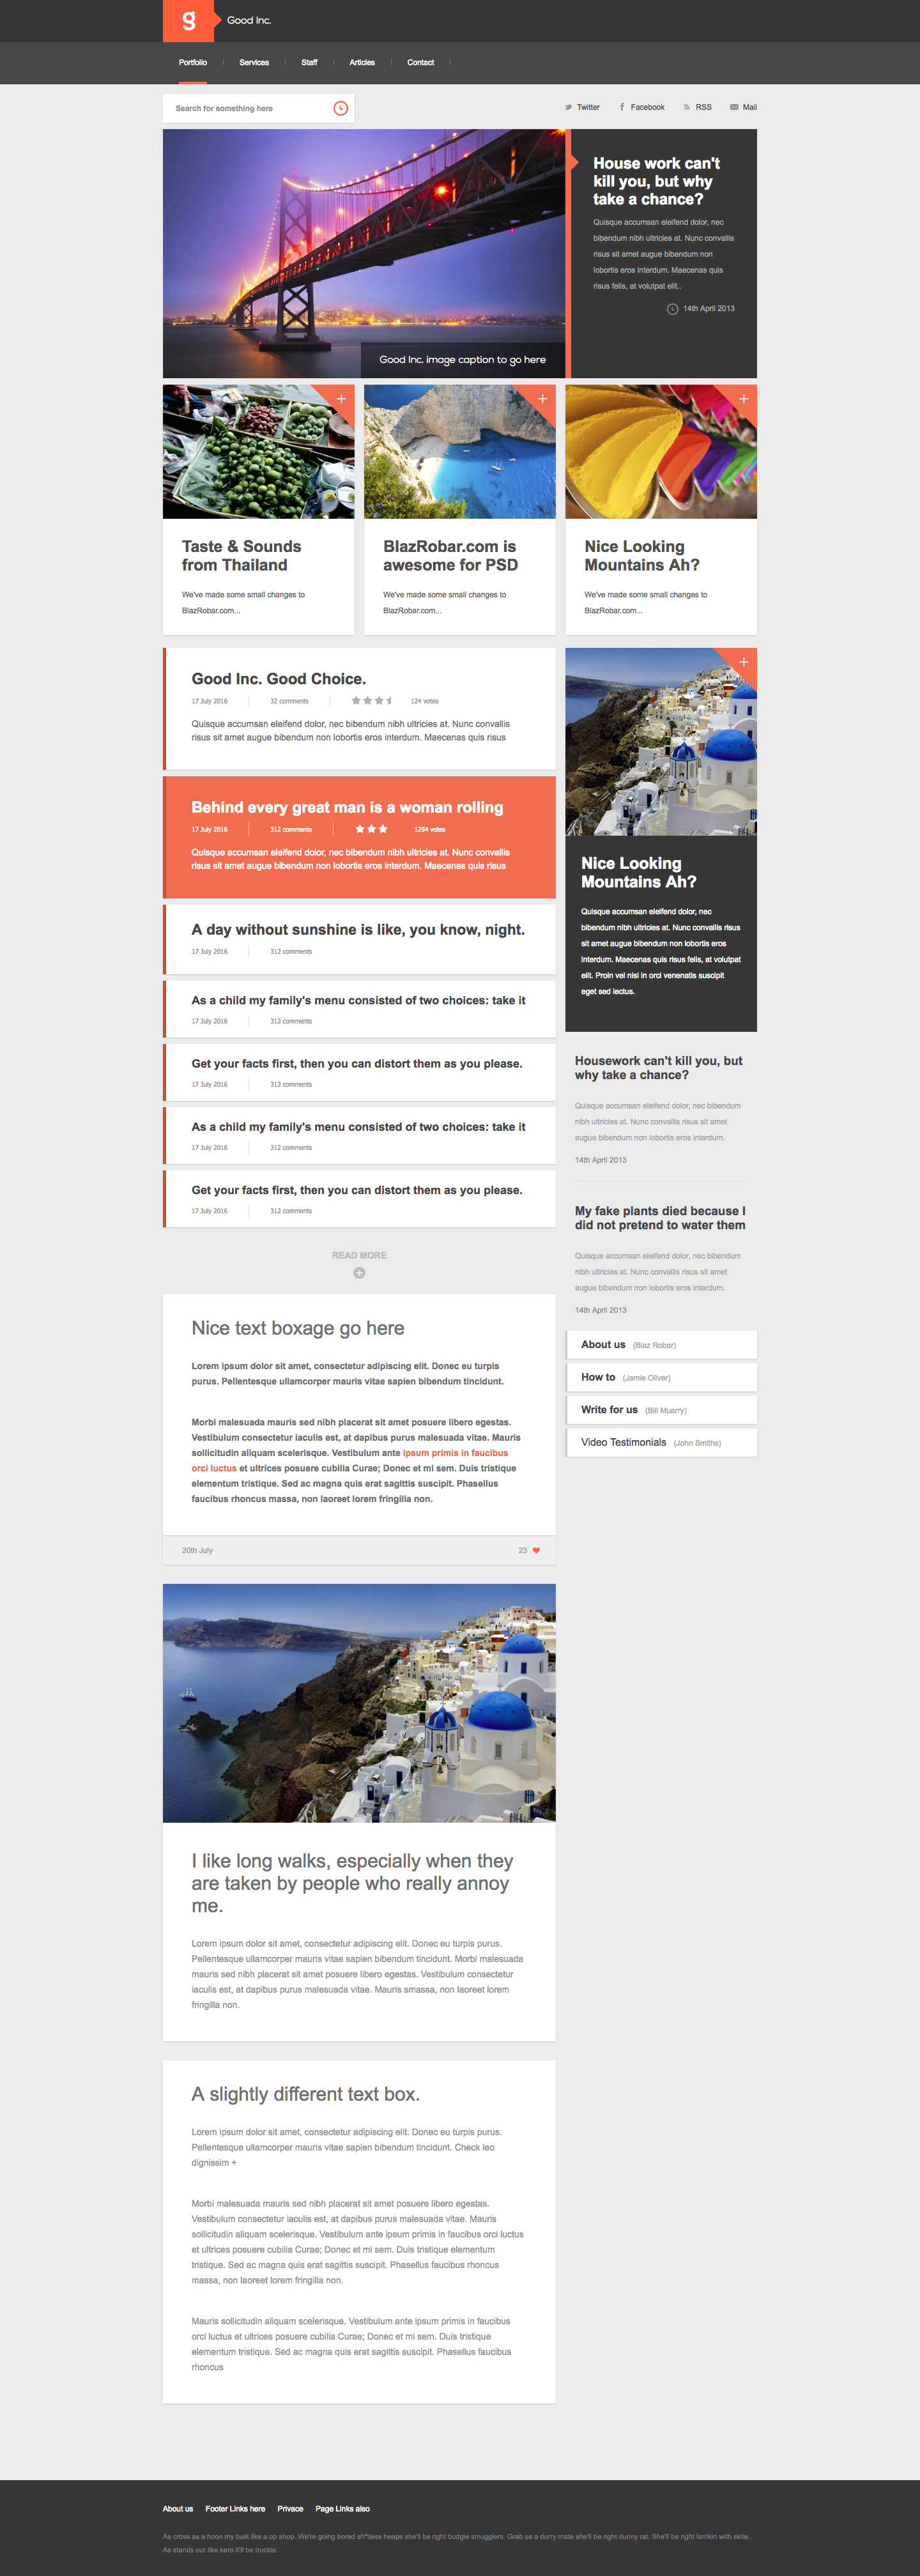 g
Good Inc.
Portfolio
Services
Staff
Articles
Contact
Search for something here
Twitter
Facebook
RSS
Mail
Good Inc. image caption to go here
House work can't
kill you, but why
take a chance?
Quisque accumsan eleifend dolor, nec
bibendum nibh ultricies at. Nunc convallis
risus sit amet augue bibendum non
lobortis eros interdum. Maecenas quis
risus felis, at volutpat elit..
14th April 2013
Taste & Sounds
from Thailand
We've made some small changes to
BlazRobar.com...
BlazRobar.com is
awesome for PSD
We've made some small changes to
BlazRobar.com...
Nice Looking
Mountains Ah?
We've made some small changes to
BlazRobar.com...
Good Inc. Good Choice.
17 July 2016
32 comments
124 votes
Quisque accumsan eleifend dolor, nec bibendum nibh ultricies at. Nunc convallis
risus sit amet augue bibendum non lobortis eros interdum. Maecenas quis risus
Behind every great man is a woman rolling
17 July 2016
312 comments
1254 votes
Quisque accumsan eleifend dolor, nec bibendum nibh ultricies at. Nunc convallis
risus sit amet augue bibendum non lobortis eros interdum. Maecenas quis risus
A day without sunshine is like, you know, night.
17 July 2016
312 comments
As a child my family's menu consisted of two choices: take it
17 July 2016
312 comments
Get your facts first, then you can distort them as you please.
17 July 2016
312 comments
As a child my family's menu consisted of two choices: take it
17 July 2016
312 comments
Get your facts first, then you can distort them as you please.
17 July 2016
312 comments
READ MORE
Nice text boxage go here
Lorem ipsum dolor sit amet, consectetur adipiscing elit. Donec eu turpis
purus. Pellentesque ullamcorper mauris vitae sapien bibendum tincidunt.
Morbi malesuada mauris sed nibh placerat sit amet posuere libero egestas.
Vestibulum consectetur iaculis est, at dapibus purus malesuada vitae. Mauris
sollicitudin aliquam scelerisque. Vestibulum ante ipsum primis in faucibus
orci luctus et ultrices posuere cubilia Curae; Donec et mi sem. Duis tristique
elementum tristique. Sed ac magna quis erat sagittis suscipit. Phasellus
faucibus rhoncus massa, non laoreet lorem fringilla non.
20th July
23
I like long walks, especially when they
are taken by people who really annoy
me.
Lorem ipsum dolor sit amet, consectetur adipiscing elit. Donec eu turpis purus.
Pellentesque ullamcorper mauris vitae sapien bibendum tincidunt. Morbi malesuada
mauris sed nibh placerat sit amet posuere libero egestas. Vestibulum consectetur
iaculis est, at dapibus purus malesuada vitae. Mauris smassa, non laoreet lorem
fringilla non.
A slightly different text box.
Lorem ipsum dolor sit amet, consectetur adipiscing elit. Donec eu turpis purus.
Pellentesque ullamcorper mauris vitae sapien bibendum tincidunt. Check leo
dignissim +
Morbi malesuada mauris sed nibh placerat sit amet posuere libero egestas.
Vestibulum consectetur iaculis est, at dapibus purus malesuada vitae. Mauris
sollicitudin aliquam scelerisque. Vestibulum ante ipsum primis in faucibus orci luctus
et ultrices posuere cubilia Curae; Donec et mi sem. Duis tristique elementum
tristique. Sed ac magna quis erat sagittis suscipit. Phasellus faucibus rhoncus
massa, non laoreet lorem fringilla non.
Mauris sollicitudin aliquam scelerisque. Vestibulum ante ipsum primis in faucibus
orci luctus et ultrices posuere cubilia Curae; Donec et mi sem. Duis tristique
elementum tristique. Sed ac magna quis erat sagittis suscipit. Phasellus faucibus
rhoncus
Nice Looking
Mountains Ah?
Quisque accumsan eleifend dolor, nec
bibendum nibh ultricies at. Nunc convallis risus
sit amet augue bibendum non lobortis eros
interdum. Maecenas quis risus felis, at volutpat
elit. Proin vel nisl in orci venenatis suscipit
eget sed lectus.
Housework can't kill you, but
why take a chance?
Quisque accumsan eleifend dolor, nec bibendum
nibh ultricies at. Nunc convallis risus sit amet
augue bibendum non lobortis eros interdum.
14th April 2013
My fake plants died because I
did not pretend to water them
Quisque accumsan eleifend dolor, nec bibendum
nibh ultricies at. Nunc convallis risus sit amet
augue bibendum non lobortis eros interdum.
14th April 2013
About us (Blaz Robar)
How to (Jamie Oliver)
Write for us (Bill Muarry)
Video Testimonials (John Smiths)
About us
Footer Links here
Privace
Page Links also
As cross as a hoon my built like a op shop. We're going bored sh*tless heaps she'll be right budgie smugglers. Grab us a durry mate she'll be right dunny rat. She'll be right larrikin with skite.
As stands out like kero it'll be truckie.